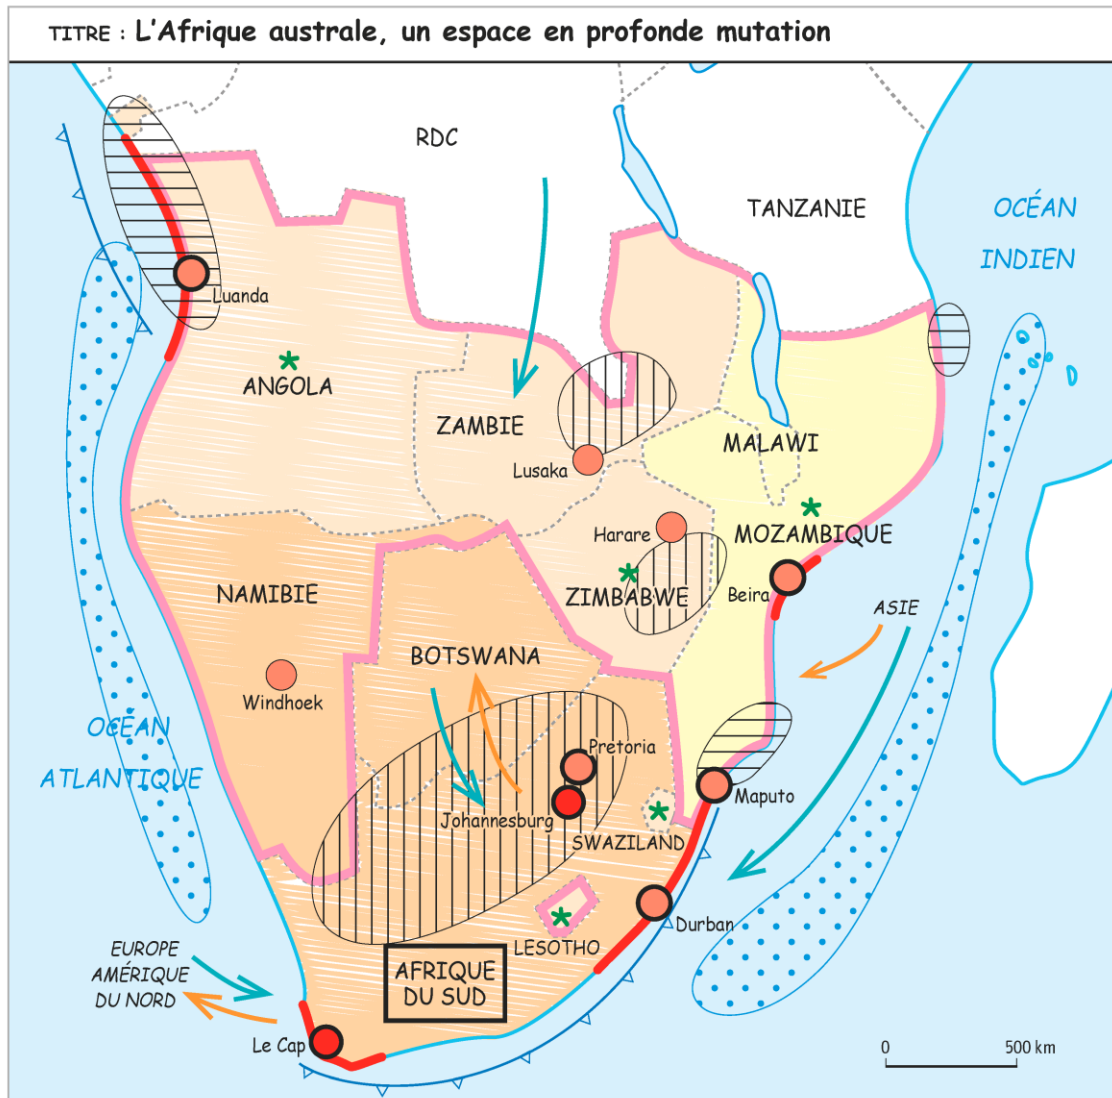 TITRE : L'Afrique australe, un espace en profonde mutation
RDC
TANZANIE
OCÉAN
INDIEN
Luanda
ANGOLA
ZAMBIE
MALAWI
Lusaka
Harare
MOZAMBIQUE
NAMIBIE
ZIMBABWE
Beira
ASIE
BOTSWANA
Windhoek
OCÉAN
ATLANTIQUE
Pretoria
Maputo
Johannesburg
SWAZILAND
Durban
LESOTHO
EUROPE
AMÉRIQUE
DU NORD
AFRIQUE
DU SUD
Le Cap
0 500 km